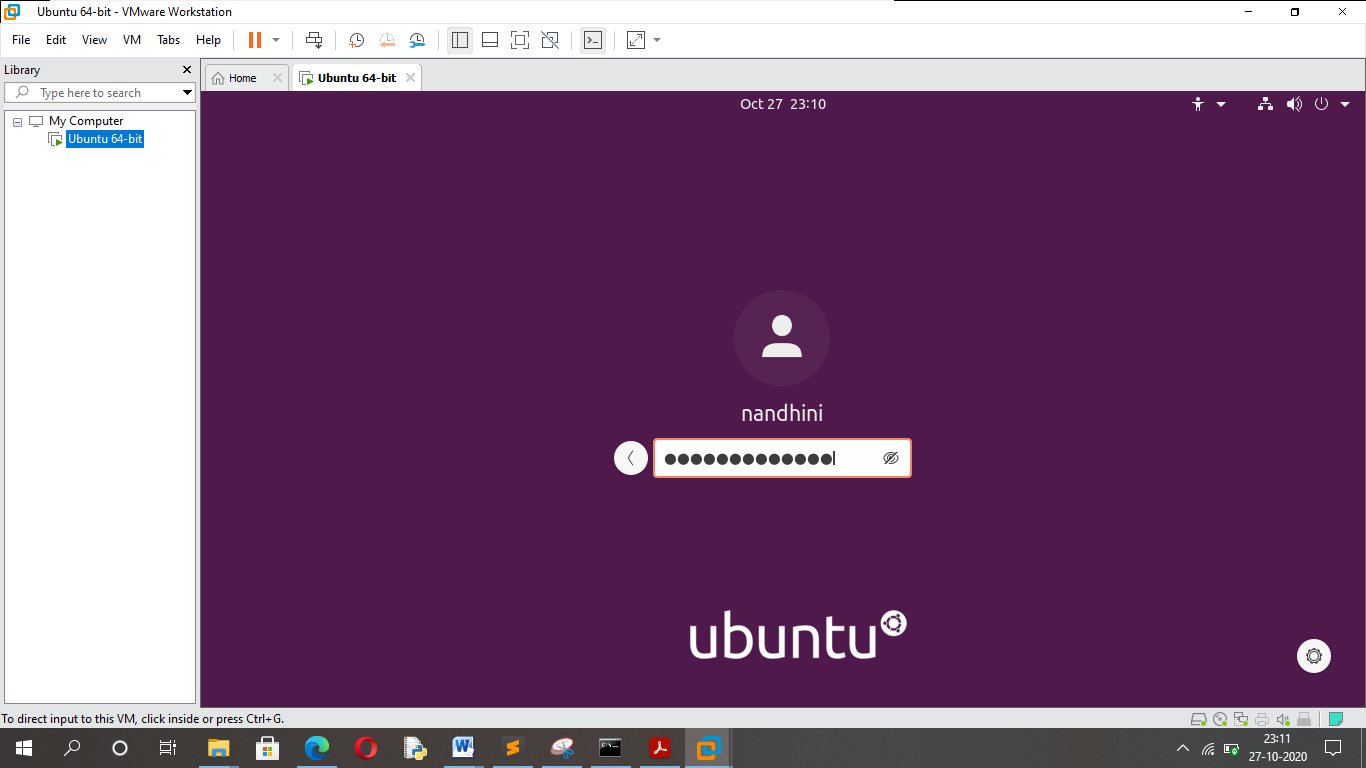 Ubuntu 64-bit - VMware Workstation
File Edit View VM Tabs Help
Library
Type here to search
Home
Ubuntu 64-bit
My Computer
Ubuntu 64-bit
Oct 27 23:10
nandhini
●●●●●●●●●●●●●
ubuntu
To direct input to this VM, click inside or press Ctrl+G.
23:11
27-10-2020